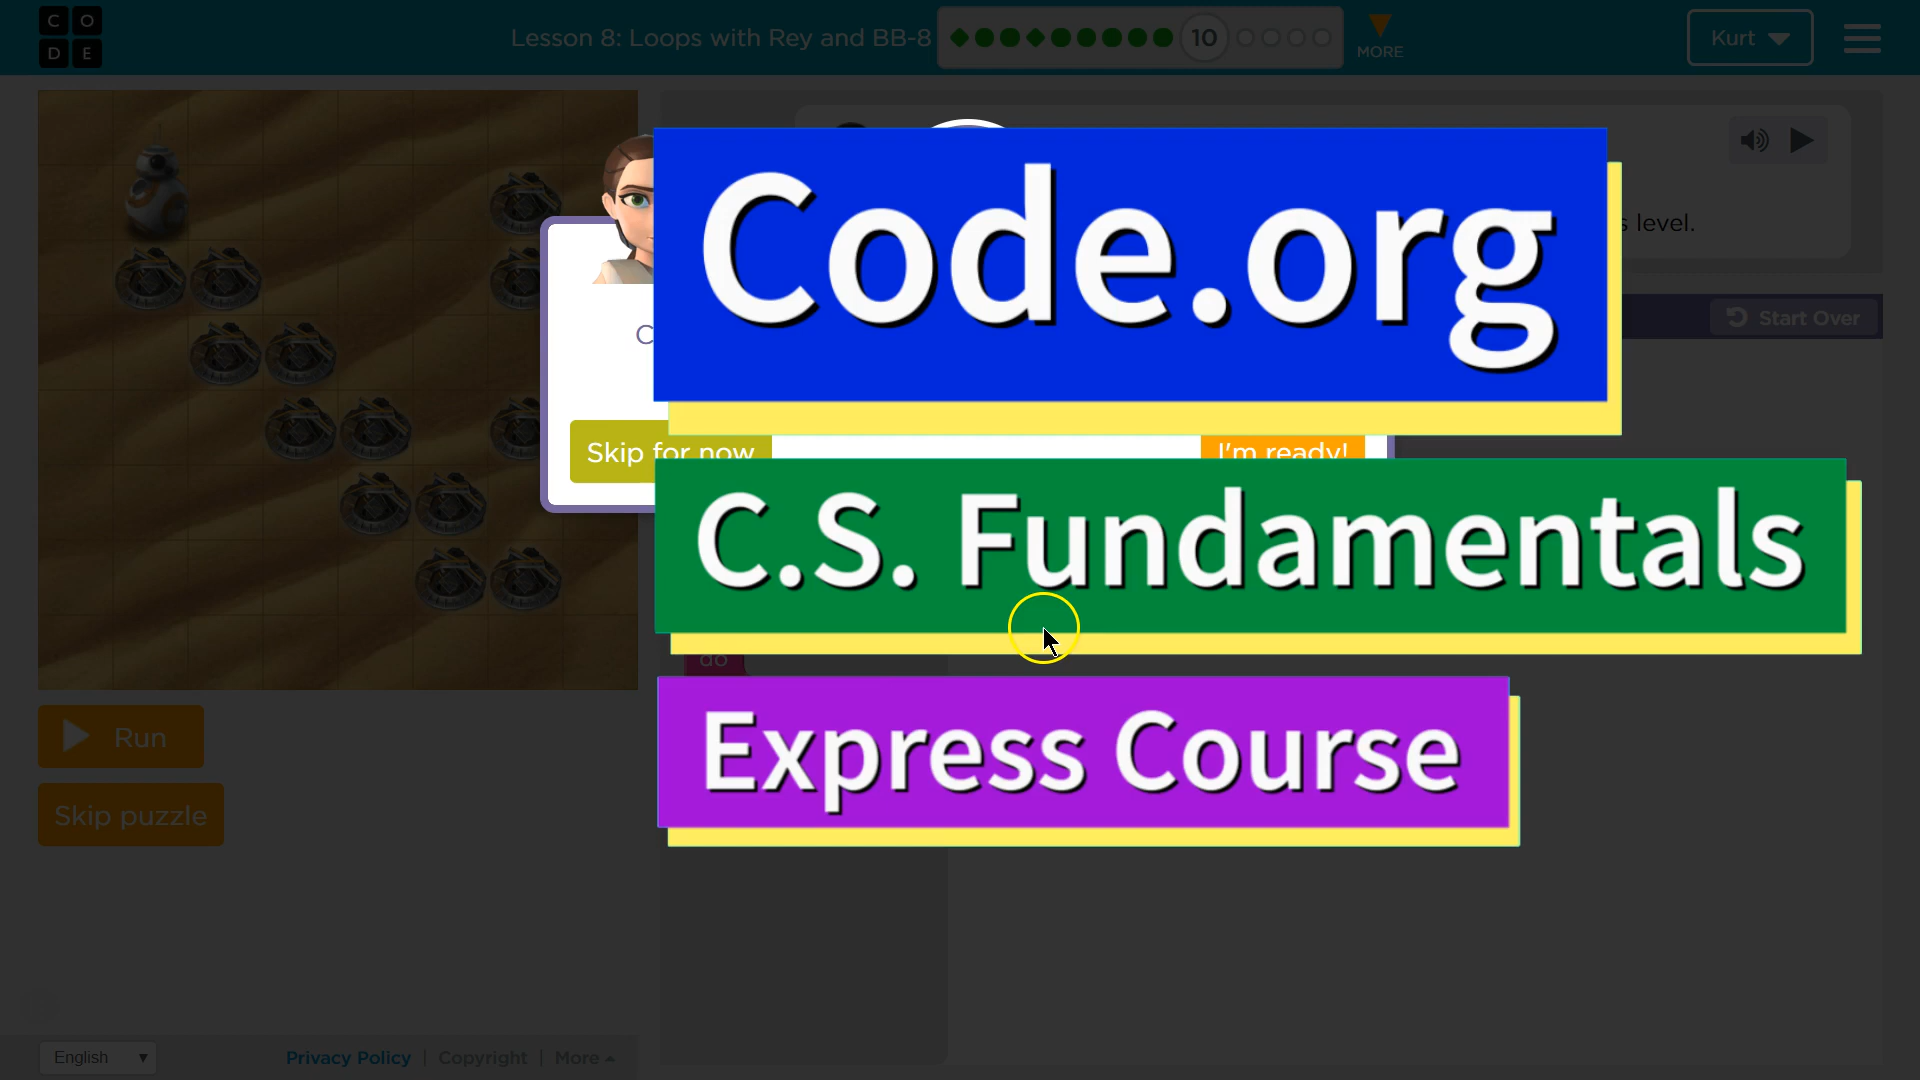 CODE
Lesson 8: Loops with Rey and BB-8
10
MORE
Kurt
Code.org
s level.
Start Over
C
Skip for now
I'm ready!
C.S. Fundamentals
do
Express Course
Run
Skip puzzle
English
Privacy Policy | Copyright | More